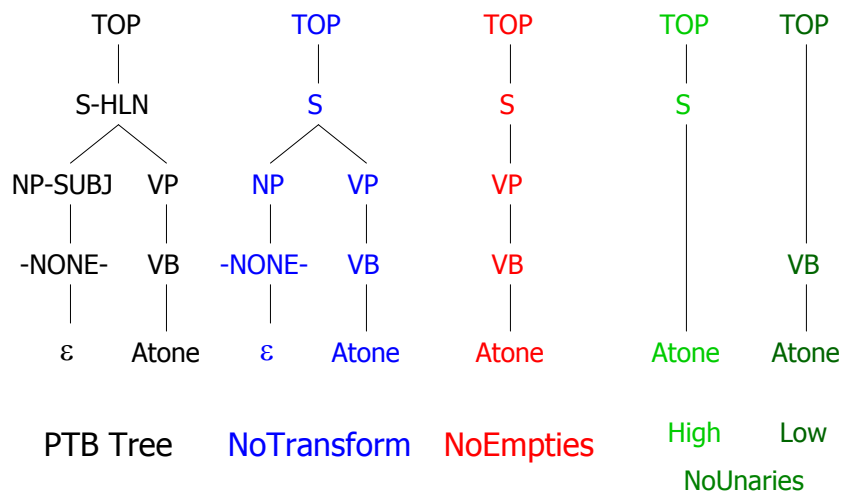 TOP TOP TOP TOP TOP
S-HLN S S S
NP-SUBJ VP NP VP VP
-NONE- VB -NONE- VB VB VB
ε Atone ε Atone Atone Atone Atone
PTB Tree NoTransform NoEmpties High Low
NoUnaries